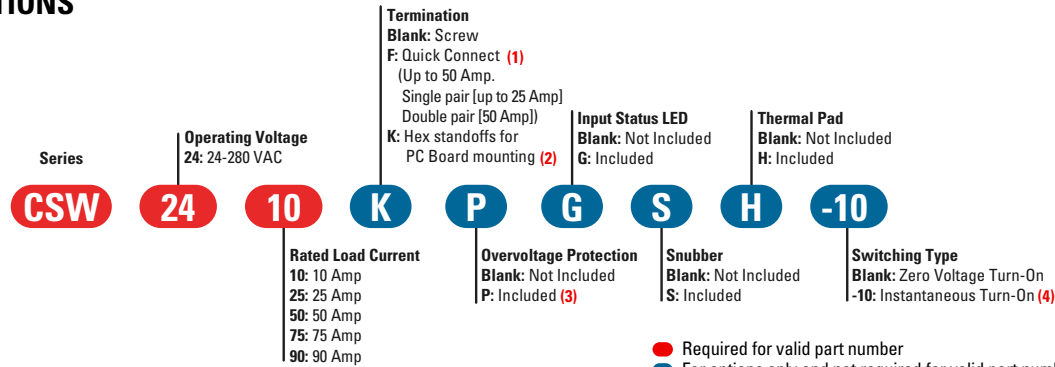 Termination
Blank: Screw
F: Quick Connect (1)
(Up to 50 Amp.
Single pair [up to 25 Amp]
Double pair [50 Amp])
K: Hex standoffs for
PC Board mounting (2)
Input Status LED
Blank: Not Included
G: Included
Thermal Pad
Blank: Not Included
H: Included
Operating Voltage
24: 24-280 VAC
Series
CSW 24 10 K P G S H -10
Rated Load Current
10: 10 Amp
25: 25 Amp
50: 50 Amp
75: 75 Amp
90: 90 Amp
Overvoltage Protection
Blank: Not Included
P: Included (3)
Snubber
Blank: Not Included
S: Included
Switching Type
Blank: Zero Voltage Turn-On
-10: Instantaneous Turn-On (4)
Required for valid part number